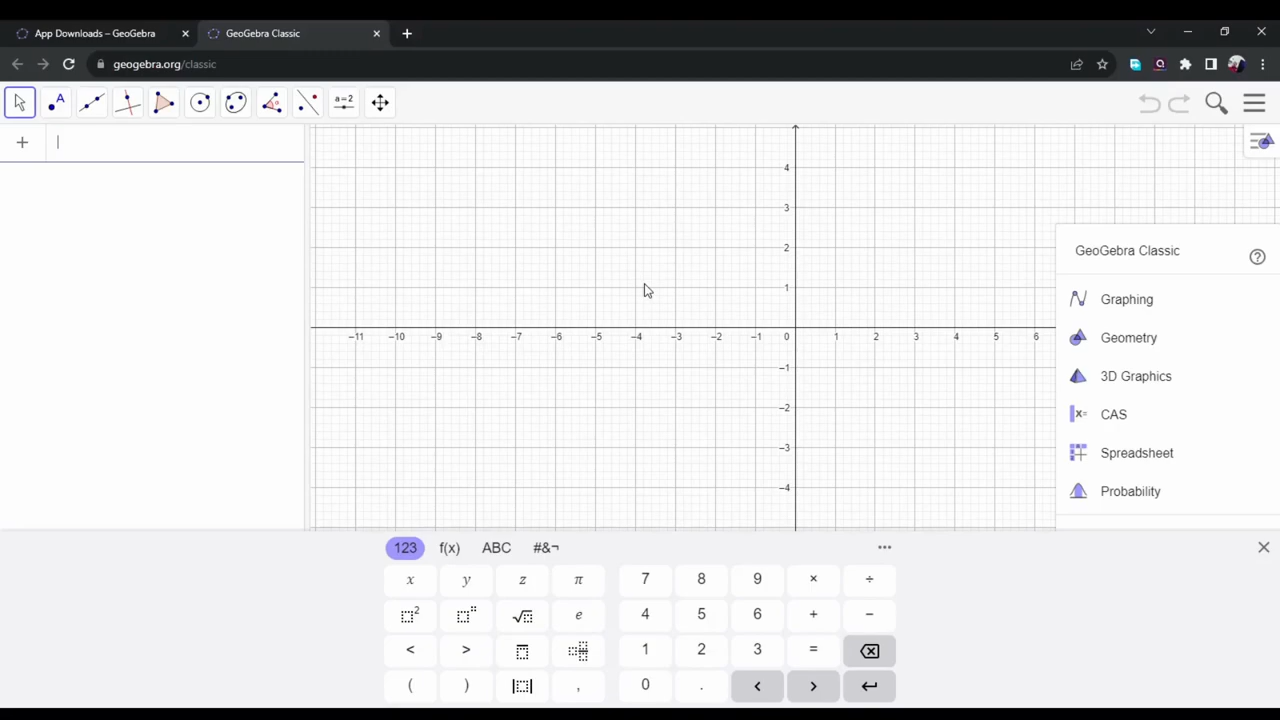 App Downloads – GeoGebra
GeoGebra Classic
geogebra.org/classic
A
a=2
4
3
2
1
−11 −10 −9 −8 −7 −6 −5 −4 −3 −2 −1 0 1 2 3 4 5 6
−1
−2
−3
−4
GeoGebra Classic
Graphing
Geometry
3D Graphics
x= CAS
Spreadsheet
Probability
123 f(x) ABC #&¬ ...
x y z π 7 8 9 × ÷
2 √ e 4 5 6 + −
< > 1 2 3 =
( ) , 0 . < >